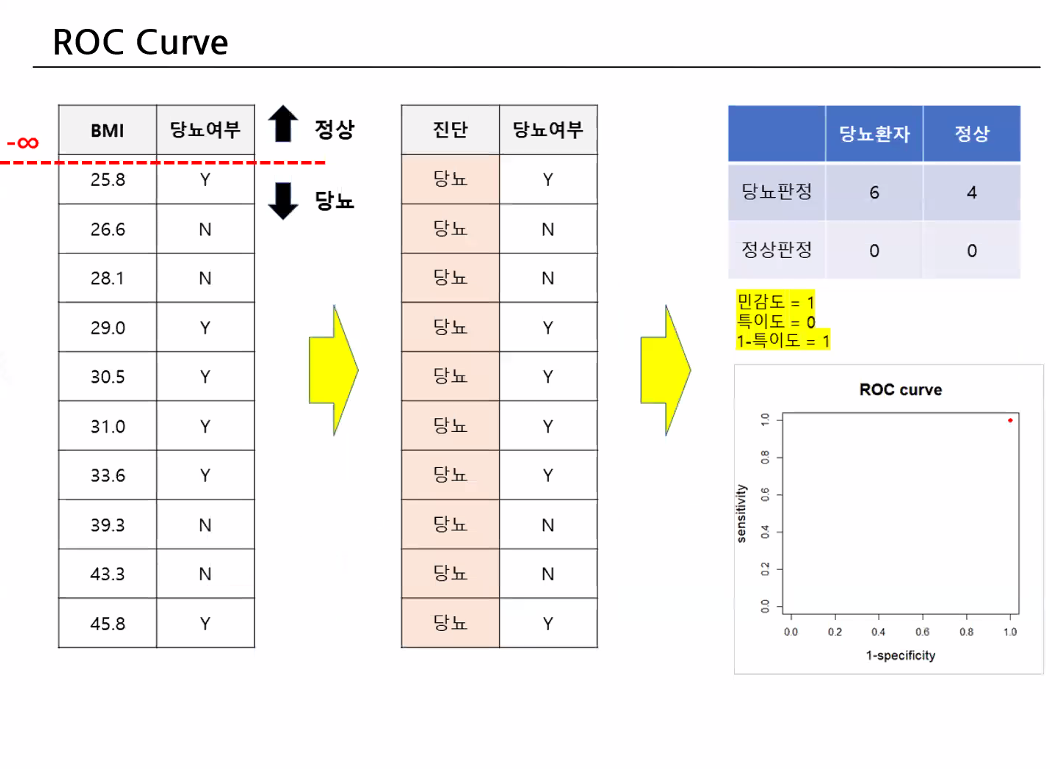 ROC Curve
-∞
BMI 당뇨여부
25.8 Y
26.6 N
28.1 N
29.0 Y
30.5 Y
31.0 Y
33.6 Y
39.3 N
43.3 N
45.8 Y
정상
당뇨
진단 당뇨여부
당뇨 Y
당뇨 N
당뇨 N
당뇨 Y
당뇨 Y
당뇨 Y
당뇨 Y
당뇨 N
당뇨 N
당뇨 Y
당뇨환자 정상
당뇨판정 6 4
정상판정 0 0
민감도 = 1
특이도 = 0
1-특이도 = 1
ROC curve
sensitivity
1.0
0.8
0.6
0.4
0.2
0.0
0.0 0.2 0.4 0.6 0.8 1.0
1-specificity